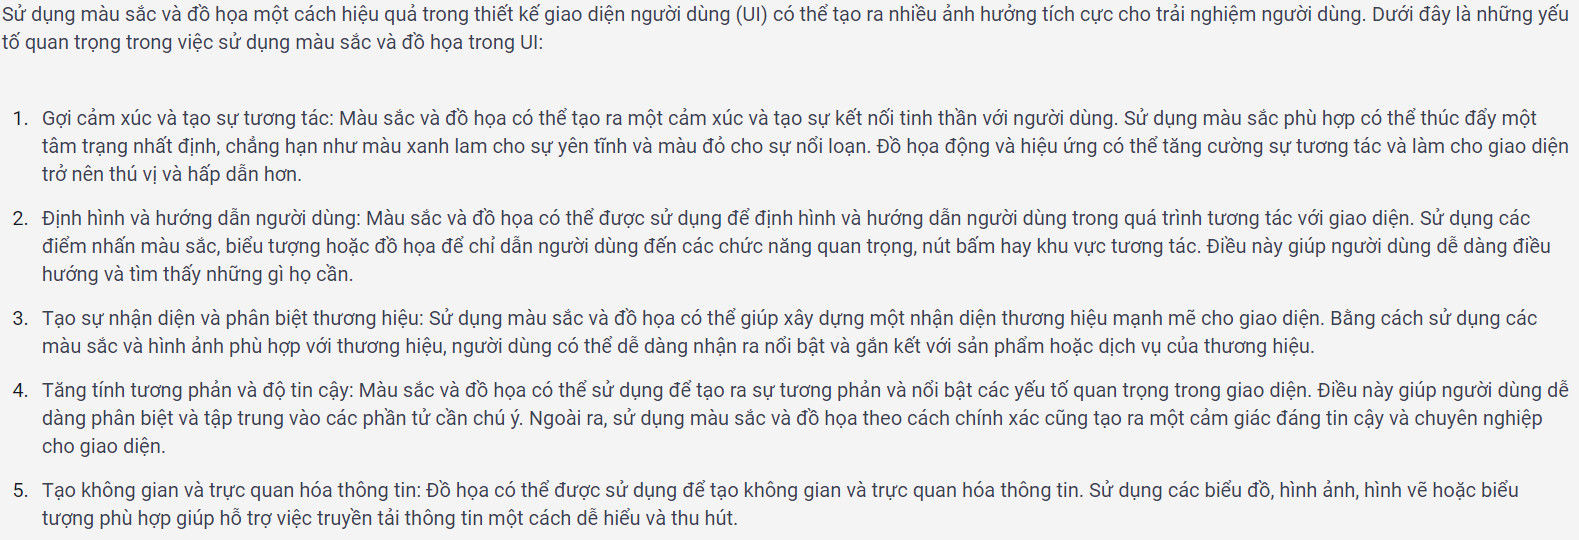 Sử dụng màu sắc và đồ họa một cách hiệu quả trong thiết kế giao diện người dùng (UI) có thể tạo ra nhiều ảnh hưởng tích cực cho trải nghiệm người dùng. Dưới đây là những yếu
tố quan trọng trong việc sử dụng màu sắc và đồ họa trong UI:
1. Gợi cảm xúc và tạo sự tương tác: Màu sắc và đồ họa có thể tạo ra một cảm xúc và tạo sự kết nối tinh thần với người dùng. Sử dụng màu sắc phù hợp có thể thúc đẩy một
tâm trạng nhất định, chẳng hạn như màu xanh lam cho sự yên tĩnh và màu đỏ cho sự nổi loạn. Đồ họa động và hiệu ứng có thể tăng cường sự tương tác và làm cho giao diện
trở nên thú vị và hấp dẫn hơn.
2. Định hình và hướng dẫn người dùng: Màu sắc và đồ họa có thể được sử dụng để định hình và hướng dẫn người dùng trong quá trình tương tác với giao diện. Sử dụng các
điểm nhấn màu sắc, biểu tượng hoặc đồ họa để chỉ dẫn người dùng đến các chức năng quan trọng, nút bấm hay khu vực tương tác. Điều này giúp người dùng dễ dàng điều
hướng và tìm thấy những gì họ cần.
3. Tạo sự nhận diện và phân biệt thương hiệu: Sử dụng màu sắc và đồ họa có thể giúp xây dựng một nhận diện thương hiệu mạnh mẽ cho giao diện. Bằng cách sử dụng các
màu sắc và hình ảnh phù hợp với thương hiệu, người dùng có thể dễ dàng nhận ra nổi bật và gắn kết với sản phẩm hoặc dịch vụ của thương hiệu.
4. Tăng tính tương phản và độ tin cậy: Màu sắc và đồ họa có thể sử dụng để tạo ra sự tương phản và nổi bật các yếu tố quan trọng trong giao diện. Điều này giúp người dùng dễ
dàng phân biệt và tập trung vào các phần tử cần chú ý. Ngoài ra, sử dụng màu sắc và đồ họa theo cách chính xác cũng tạo ra một cảm giác đáng tin cậy và chuyên nghiệp
cho giao diện.
5. Tạo không gian và trực quan hóa thông tin: Đồ họa có thể được sử dụng để tạo không gian và trực quan hóa thông tin. Sử dụng các biểu đồ, hình ảnh, hình vẽ hoặc biểu
tượng phù hợp giúp hỗ trợ việc truyền tải thông tin một cách dễ hiểu và thu hút.